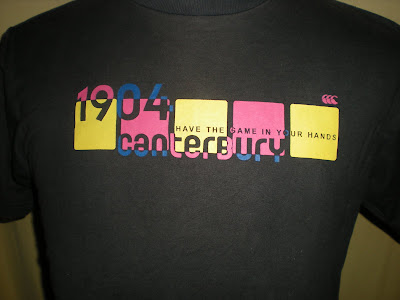 1904
HAVE THE GAME IN YOUR HANDS
canterbury